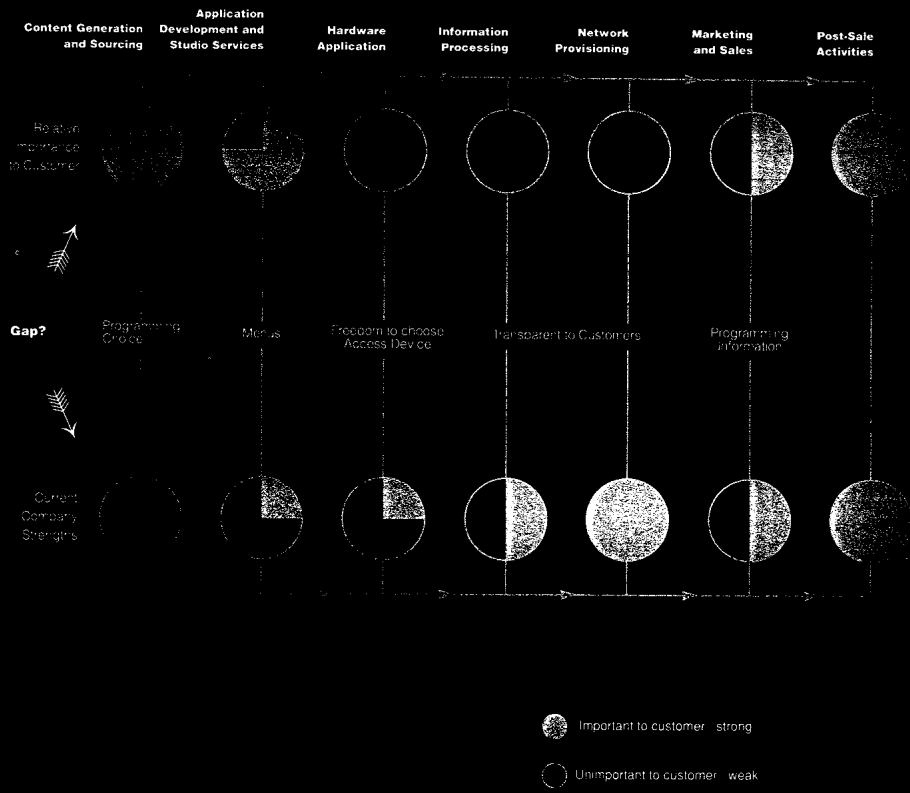 Content Generation
and Sourcing
Application
Development and
Studio Services
Hardware
Application
Information
Processing
Network
Provisioning
Marketing
and Sales
Post-Sale
Activities
Relative
Importance
to Customer
Gap?
Programming
Choice
Menus
Freedom to choose
Access Device
Transparent to Customers
Programming
Information
Current
Company
Strengths
Important to customer strong
Unimportant to customer weak